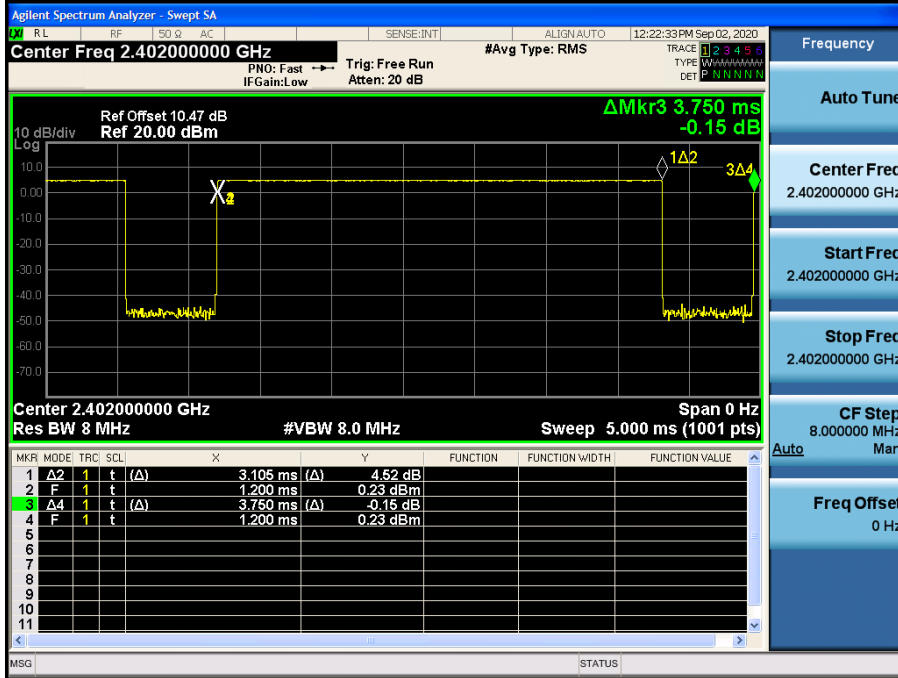 Agilent Spectrum Analyzer - Swept SA
LXI RL RF 50 Ω AC SENSE:INT ALIGN AUTO 12:22:33 PM Sep 02, 2020
Center Freq 2.402000000 GHz #Avg Type: RMS TRACE 1 2 3 4 5 6
PNO: Fast Trig: Free Run TYPE WWWWWW
IFGain:Low Atten: 20 dB DET P N N N N N
Frequency
Auto Tune
Center Freq
2.402000000 GHz
Start Freq
2.402000000 GHz
Stop Freq
2.402000000 GHz
CF Step
8.000000 MHz
Auto Man
Freq Offset
0 Hz
ΔMkr3 3.750 ms
-0.15 dB
Ref Offset 10.47 dB
10 dB/div Ref 20.00 dBm
Log
1Δ2
3Δ4
10.0
0.00
-10.0
-20.0
-30.0
-40.0
-50.0
-60.0
-70.0
Center 2.402000000 GHz Span 0 Hz
Res BW 8 MHz #VBW 8.0 MHz Sweep 5.000 ms (1001 pts)
MKR MODE TRC SCL X Y FUNCTION FUNCTION WIDTH FUNCTION VALUE
1 Δ2 1 t (Δ) 3.105 ms (Δ) 4.52 dB
2 F 1 t 1.200 ms 0.23 dBm
3 Δ4 1 t (Δ) 3.750 ms (Δ) -0.15 dB
4 F 1 t 1.200 ms 0.23 dBm
5
6
7
8
9
10
11
MSG STATUS